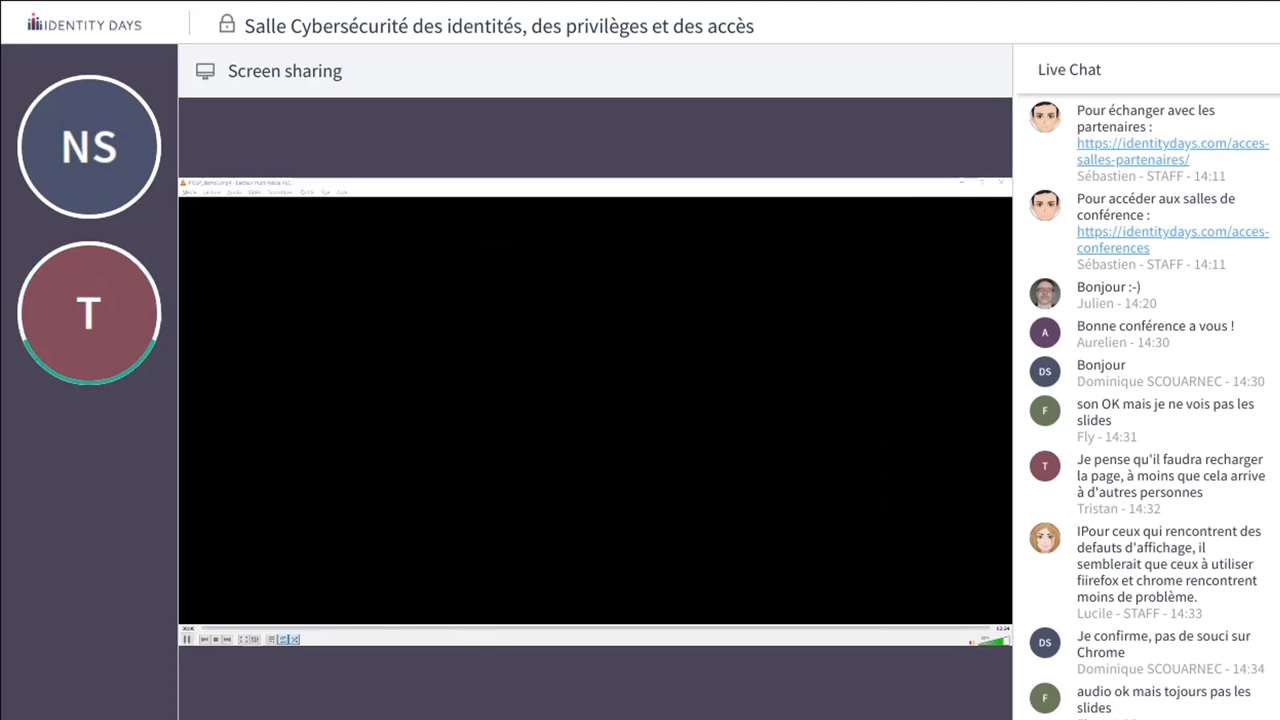 IDENTITY DAYS
Salle Cybersécurité des identités, des privilèges et des accès
NS
T
Screen sharing
Live Chat
Pour échanger avec les
partenaires :
https://identitydays.com/acces-
salles-partenaires/
Sébastien - STAFF - 14:11
Pour accéder aux salles de
conférence :
https://identitydays.com/acces-
conferences
Sébastien - STAFF - 14:11
Bonjour :-)
Julien - 14:20
A
Bonne conférence a vous !
Aurelien - 14:30
DS
Bonjour
Dominique SCOUARNEC - 14:30
F
son OK mais je ne vois pas les
slides
Fly - 14:31
T
Je pense qu'il faudra recharger
la page, à moins que cela arrive
à d'autres personnes
Tristan - 14:32
IPour ceux qui rencontrent des
defauts d'affichage, il
semblerait que ceux à utiliser
fiirefox et chrome rencontrent
moins de problème.
Lucile - STAFF - 14:33
DS
Je confirme, pas de souci sur
Chrome
Dominique SCOUARNEC - 14:34
F
audio ok mais tojours pas les
slides